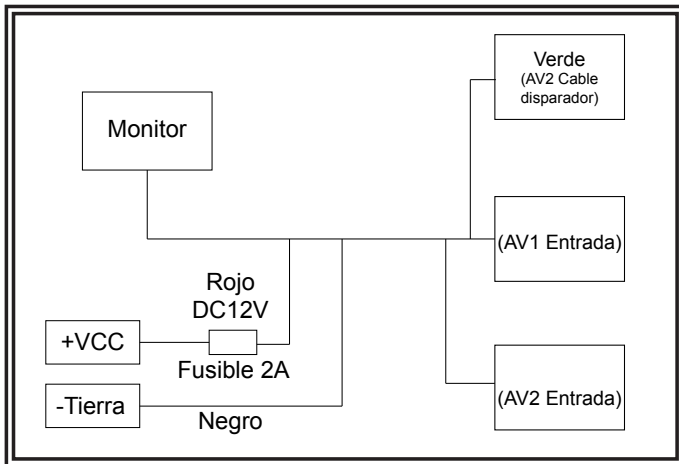 Verde
(AV2 Cable
disparador)
Monitor
(AV1 Entrada)
Rojo
DC12V
+VCC
Fusible 2A
-Tierra
Negro
(AV2 Entrada)